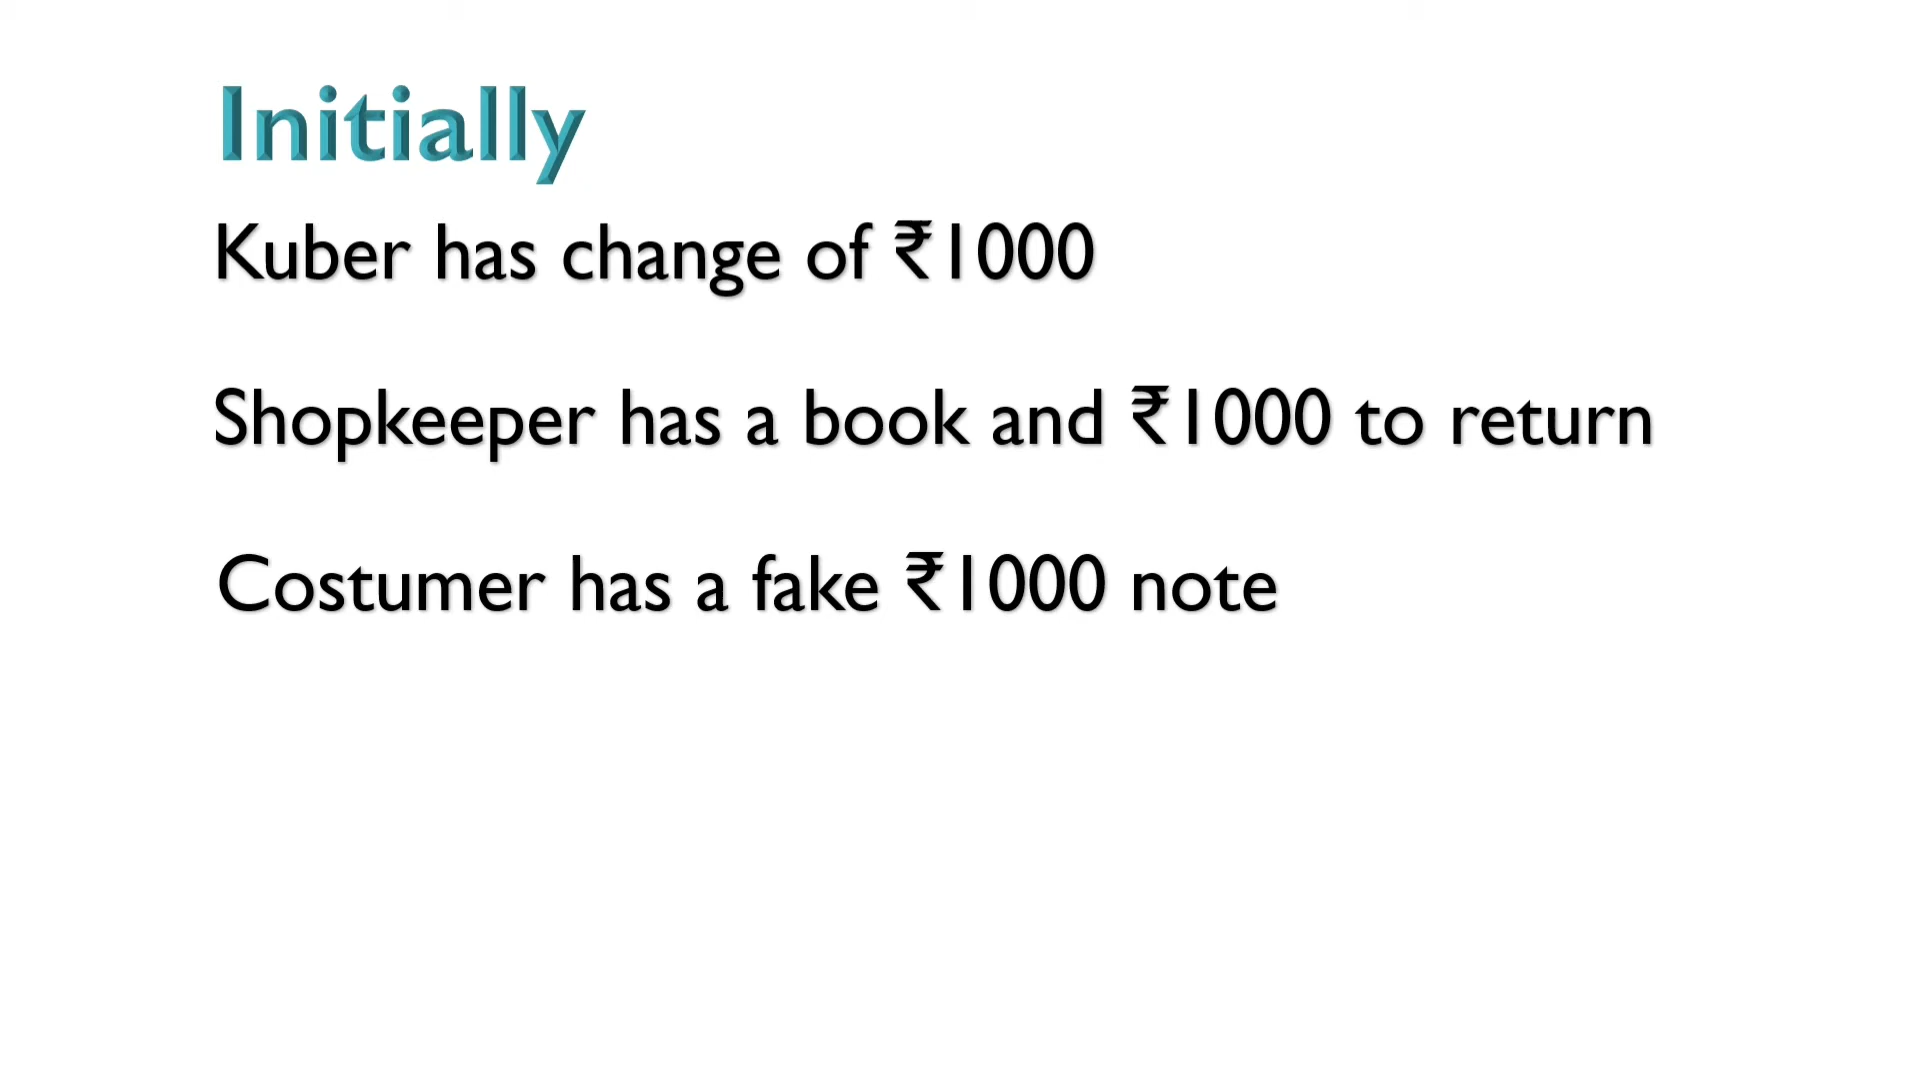 Initially
Kuber has change of ₹1000
Shopkeeper has a book and ₹1000 to return
Costumer has a fake ₹1000 note